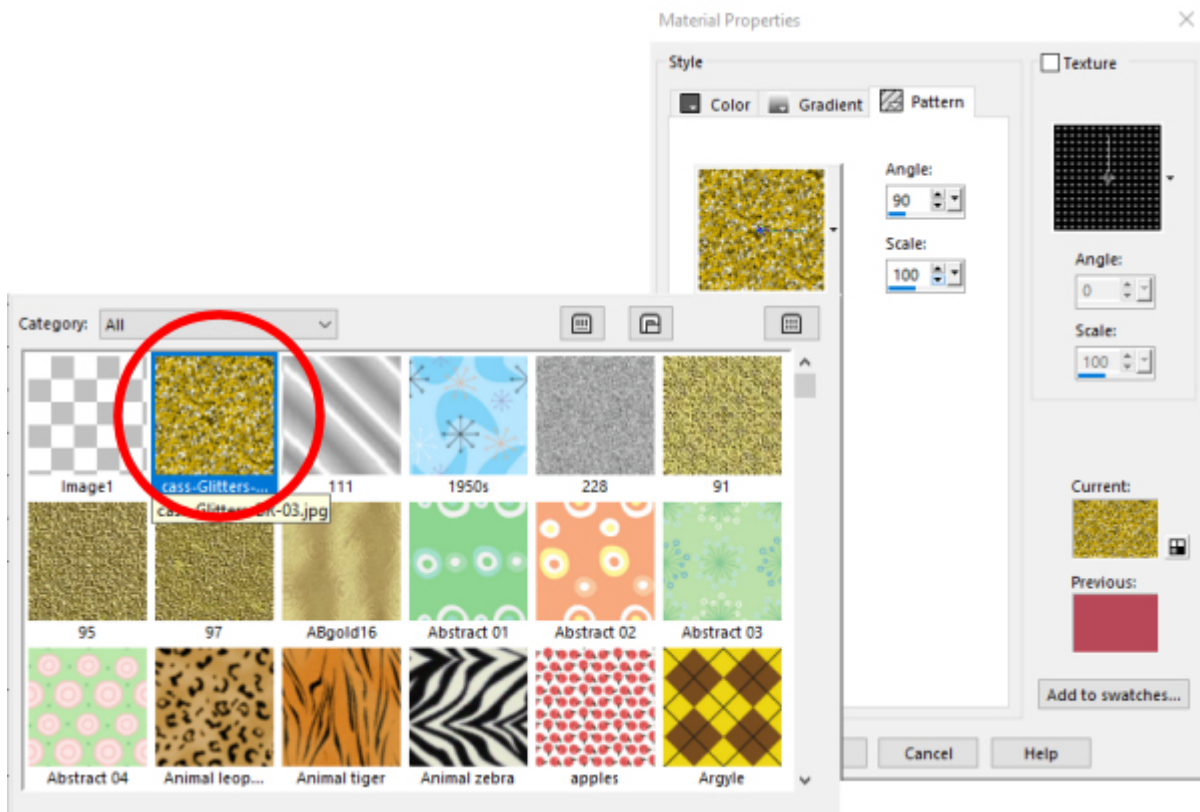 Material Properties
Style
Texture
Color
Gradient
Pattern
Angle:
90
Scale:
100
Angle:
0
Scale:
100
Category:
All
Image1
cass-Glitters-...
111
1950s
228
91
95
97
ABgold16
Abstract 01
Abstract 02
Abstract 03
Abstract 04
Animal leop...
Animal tiger
Animal zebra
apples
Argyle
Current:
Previous:
Add to swatches...
Cancel
Help